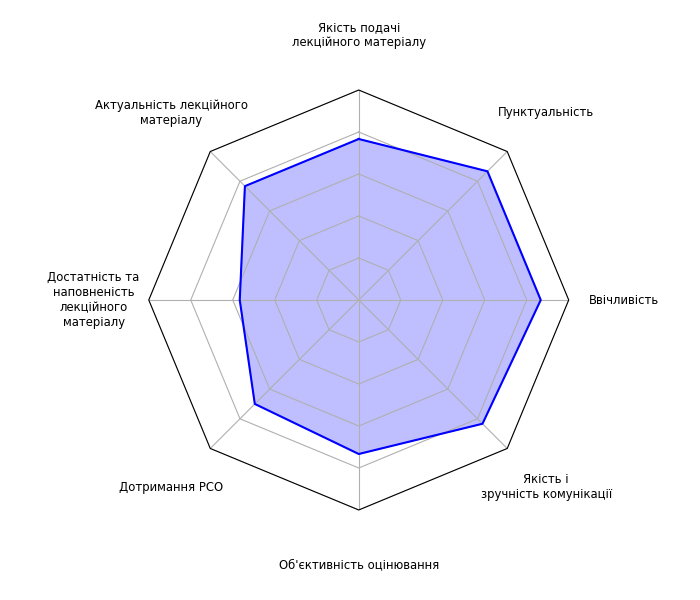 Якість подачі
лекційного матеріалу
Актуальність лекційного
матеріалу
Пунктуальність
Достатність та
наповненість
лекційного
матеріалу
Ввічливість
Дотримання РСО
Якість і
зручність комунікації
Об'єктивність оцінювання